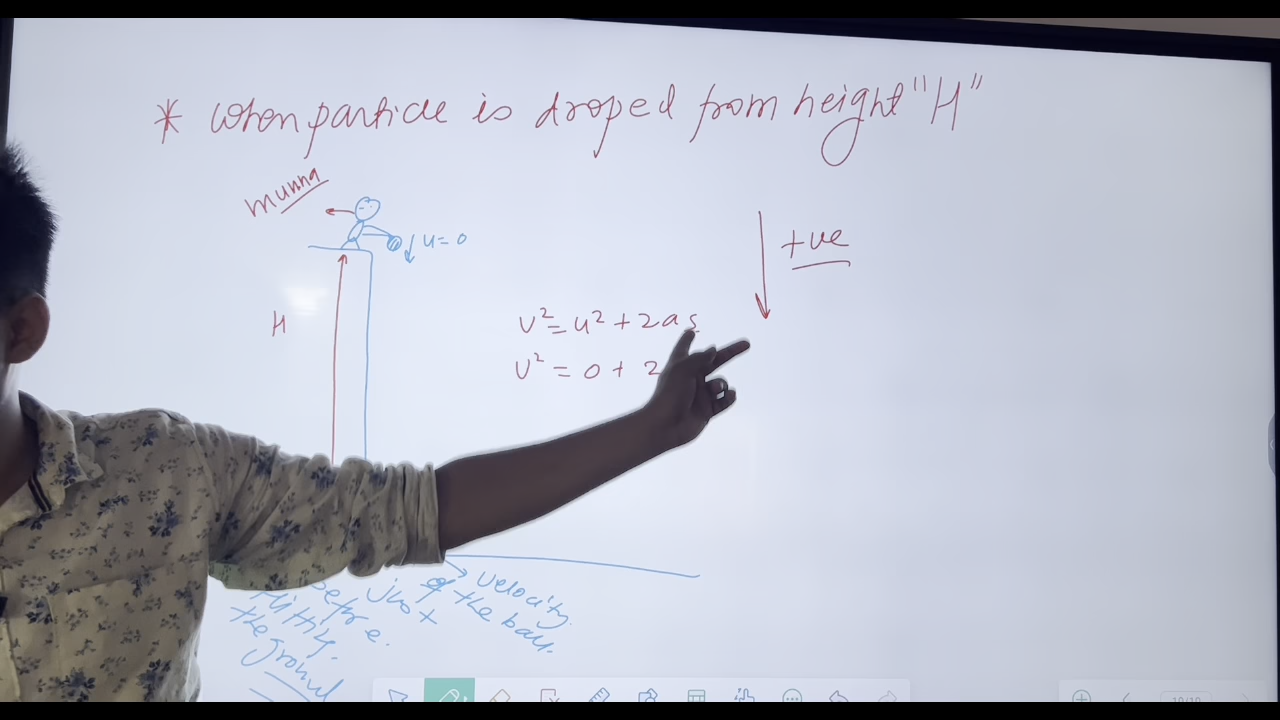 * when particle is droped from height "H"
munna
u = 0
+ve
H
v² = u² + 2as
v² = 0 + 2
velocity
of the ball
just
before
hitting
the ground